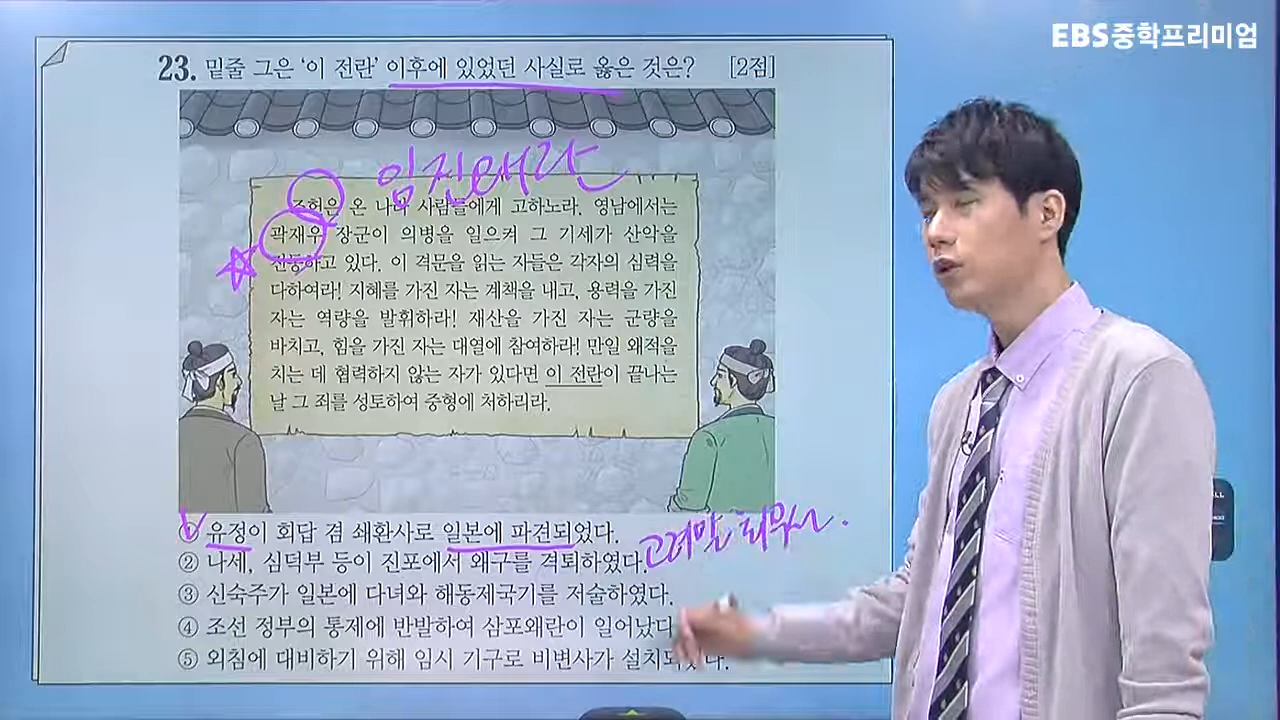 EBS중학프리미엄
23. 밑줄 그은 '이 전란' 이후에 있었던 사실로 옳은 것은? [2점]
임진왜란
조헌은 온 나라 사람들에게 고하노라. 영남에서는
곽재우 장군이 의병을 일으켜 그 기세가 산악을
진동하고 있다. 이 격문을 읽는 자들은 각자의 심력을
다하여라! 지혜를 가진 자는 계책을 내고, 용력을 가진
자는 역량을 발휘하라! 재산을 가진 자는 군량을
바치고, 힘을 가진 자는 대열에 참여하라! 만일 왜적을
치는 데 협력하지 않는 자가 있다면 이 전란이 끝나는
날 그 죄를 성토하여 중형에 처하리라.
① 유정이 회답 겸 쇄환사로 일본에 파견되었다.
② 나세, 심덕부 등이 진포에서 왜구를 격퇴하였다.
고려말
③ 신숙주가 일본에 다녀와 해동제국기를 저술하였다.
④ 조선 정부의 통제에 반발하여 삼포왜란이 일어났다
⑤ 외침에 대비하기 위해 임시 기구로 비변사가 설치되었다.